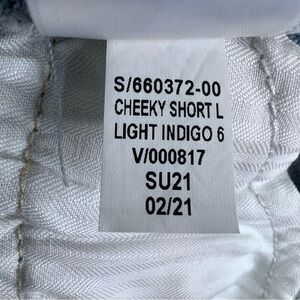 S/660372-00
CHEEKY SHORT L
LIGHT INDIGO 6
V/000817
SU21
02/21